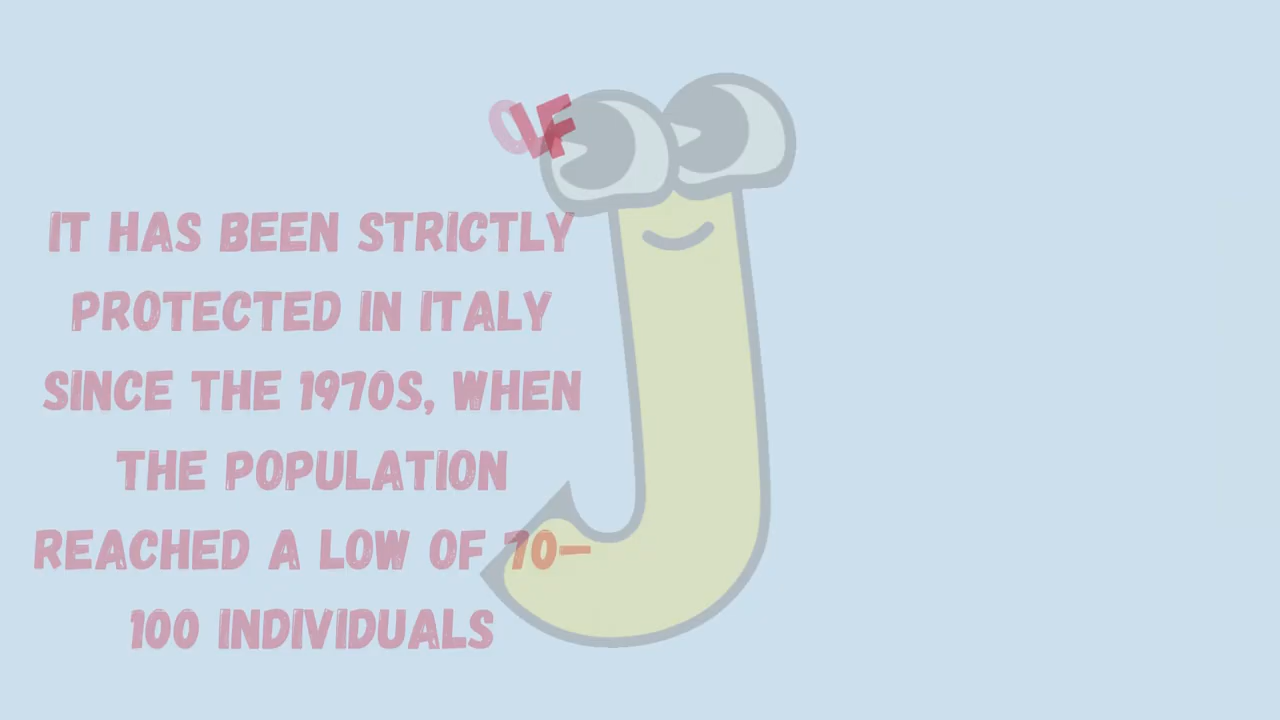 OLF
IT HAS BEEN STRICTLY
PROTECTED IN ITALY
SINCE THE 1970S, WHEN
THE POPULATION
REACHED A LOW OF 70–
100 INDIVIDUALS